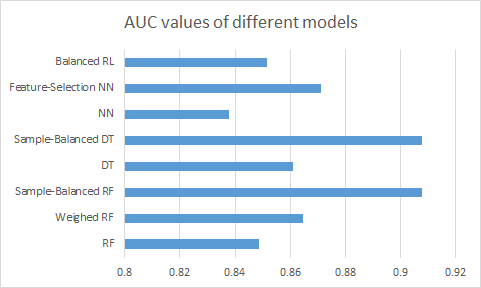 AUC values of different models
Balanced RL
Feature-Selection NN
NN
Sample-Balanced DT
DT
Sample-Balanced RF
Weighed RF
RF
0.8 0.82 0.84 0.86 0.88 0.9 0.92